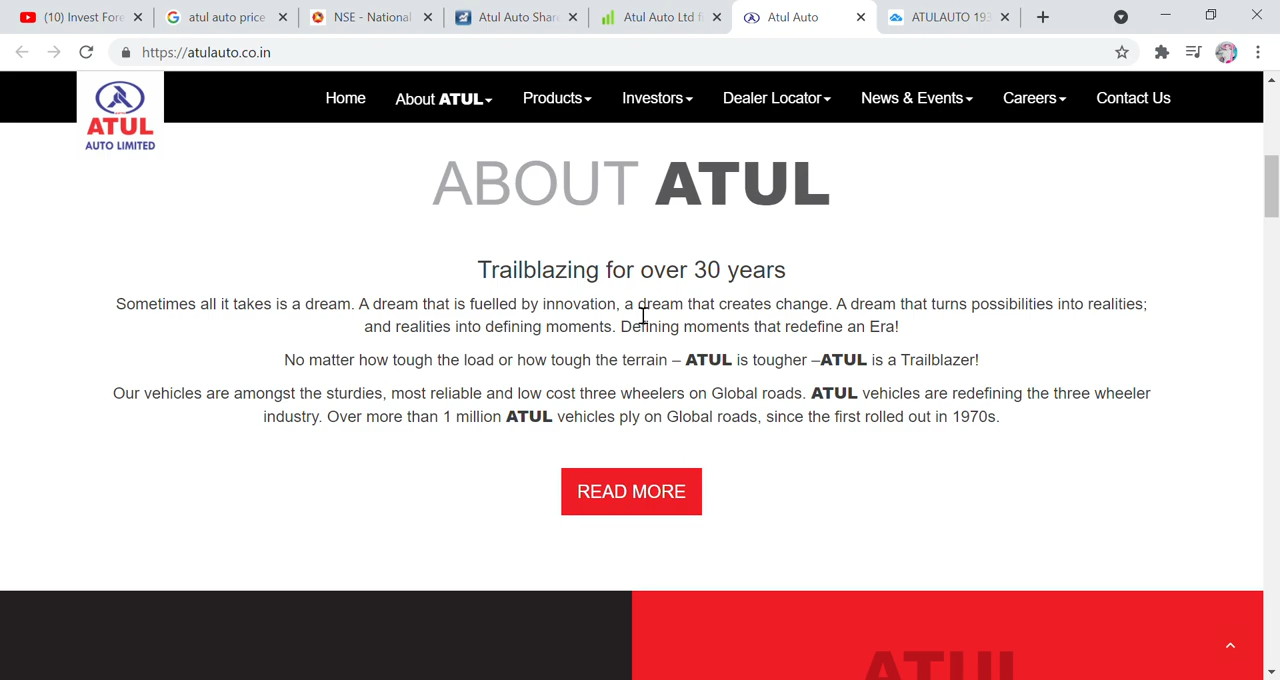 (10) Invest Fore
atul auto price
NSE - National
Atul Auto Share
Atul Auto Ltd fi
Atul Auto
ATULAUTO 193
https://atulauto.co.in
ATUL
AUTO LIMITED
Home
About ATUL
Products
Investors
Dealer Locator
News & Events
Careers
Contact Us
ABOUT ATUL
Trailblazing for over 30 years
Sometimes all it takes is a dream. A dream that is fuelled by innovation, a dream that creates change. A dream that turns possibilities into realities;
and realities into defining moments. Defining moments that redefine an Era!
No matter how tough the load or how tough the terrain – ATUL is tougher –ATUL is a Trailblazer!
Our vehicles are amongst the sturdies, most reliable and low cost three wheelers on Global roads. ATUL vehicles are redefining the three wheeler
industry. Over more than 1 million ATUL vehicles ply on Global roads, since the first rolled out in 1970s.
READ MORE
ATUL